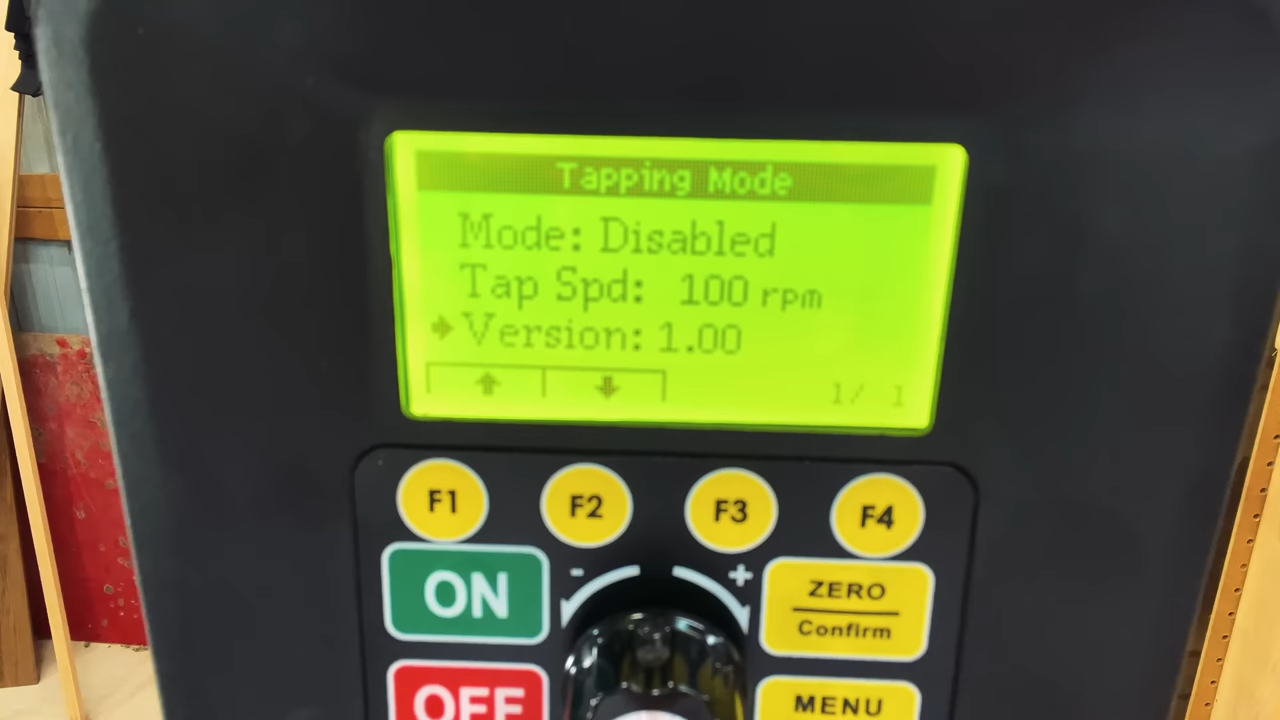 Tapping Mode
Mode: Disabled
Tap Spd: 100 rpm
Version: 1.00
1/ 1
F1 F2 F3 F4
ON
- +
ZERO
Confirm
OFF
MENU